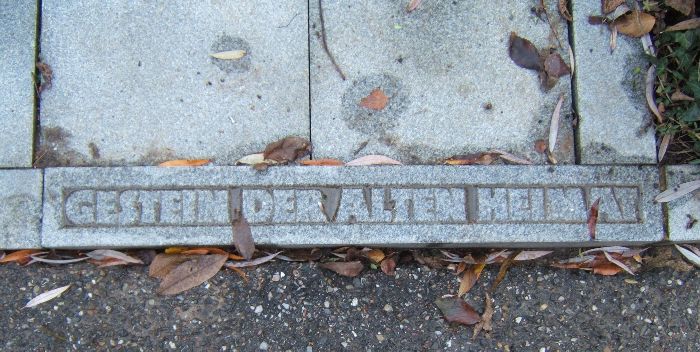 GESTEIN DER ALTEN HEIMAT